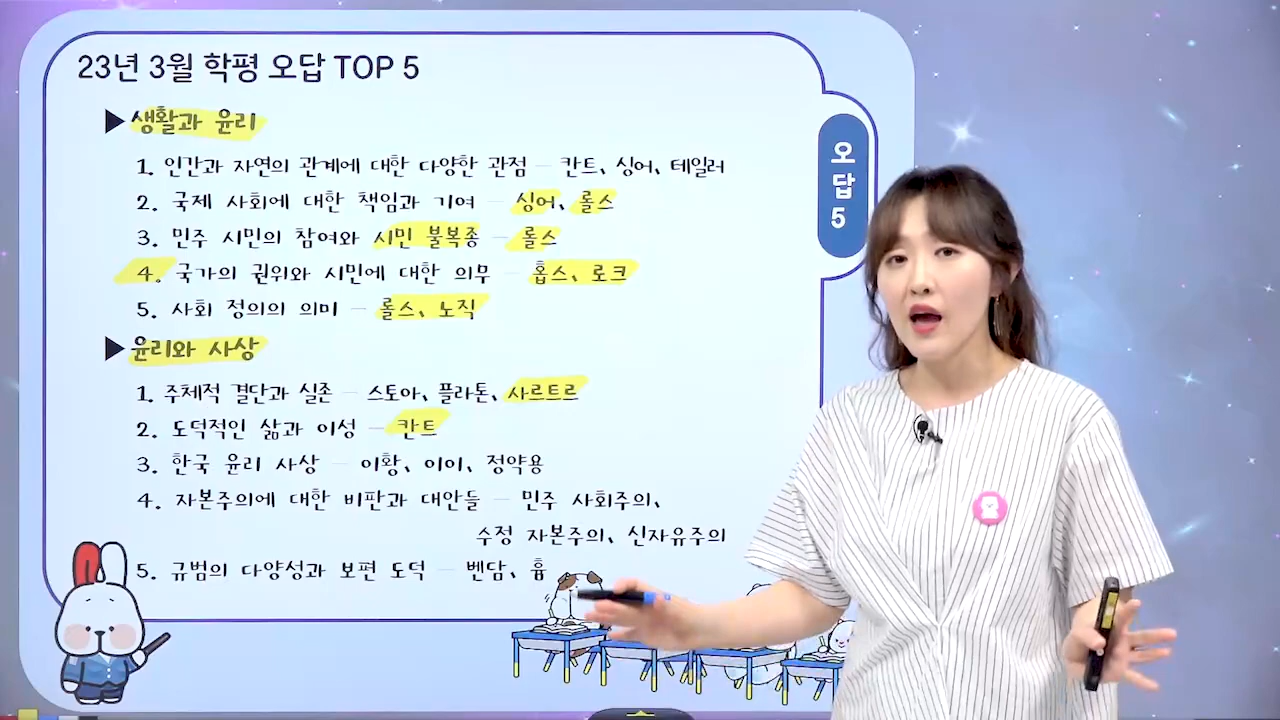 23년 3월 학평 오답 TOP 5
▶생활과 윤리
1. 인간과 자연의 관계에 대한 다양한 관점 – 칸트, 싱어, 테일러
2. 국제 사회에 대한 책임과 기여 – 싱어, 롤스
3. 민주 시민의 참여와 시민 불복종 – 롤스
4. 국가의 권위와 시민에 대한 의무 – 홉스, 로크
5. 사회 정의의 의미 – 롤스, 노직
▶윤리와 사상
1. 주체적 결단과 실존 – 스토아, 플라톤, 사르트르
2. 도덕적인 삶과 이성 – 칸트
3. 한국 윤리 사상 – 이황, 이이, 정약용
4. 자본주의에 대한 비판과 대안들 – 민주 사회주의,
수정 자본주의, 신자유주의
5. 규범의 다양성과 보편 도덕 – 벤담, 흄
오답 5